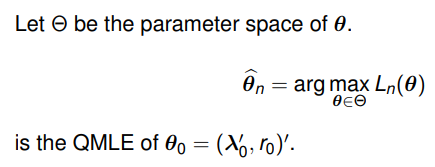 Let Θ be the parameter space of θ.
θ̂ₙ = arg max Lₙ(θ)
θ∈Θ
is the QMLE of θ₀ = (λ′₀, r₀)′.